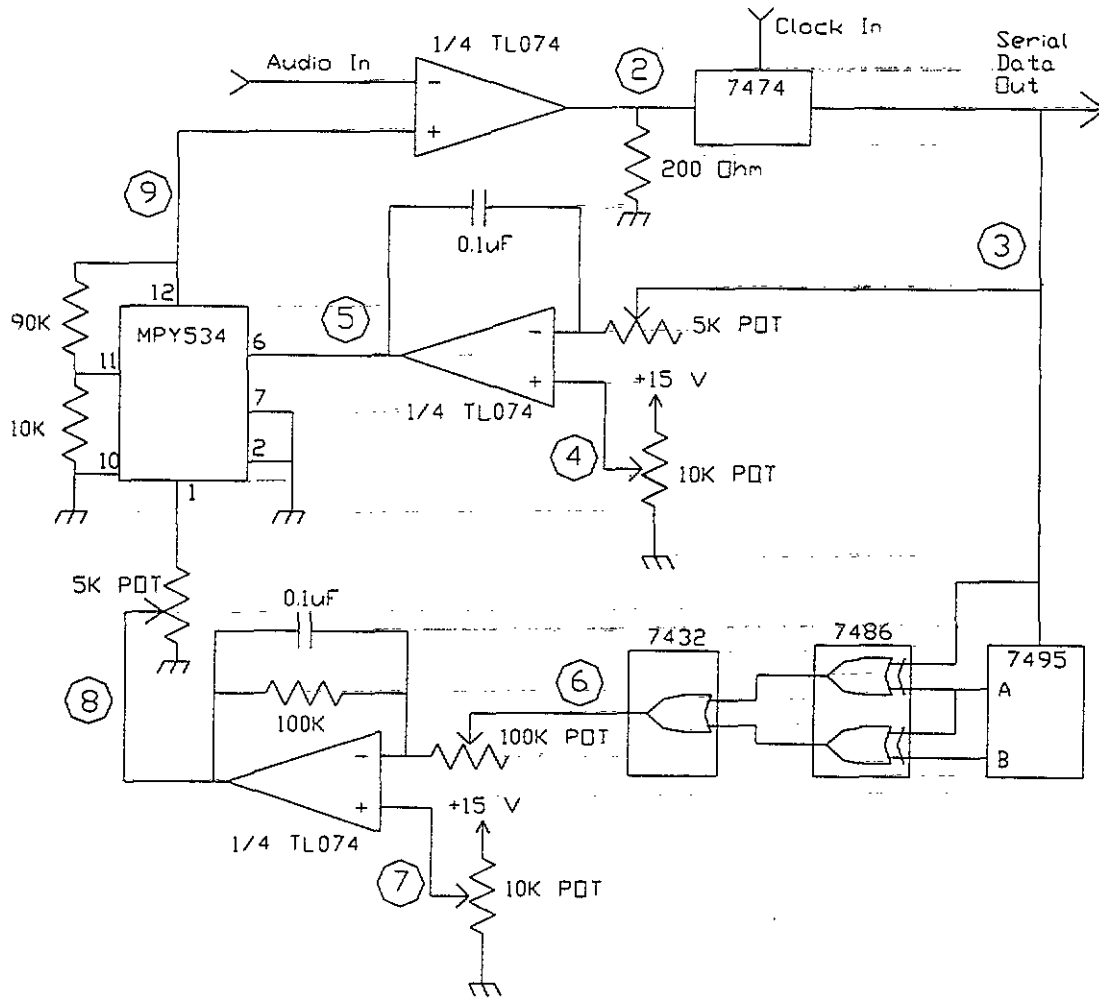 1/4 TL074
Audio In
−
+
2
Clock In
7474
Serial
Data
Out
200 Ohm
9
0.1uF
3
12
90K
MPY534
5
6
−
5K POT
11
+
+15 V
7
1/4 TL074
10K
2
4
10K POT
10
1
5K POT
0.1uF
7432
7486
7495
8
6
A
100K
100K POT
−
B
+
+15 V
1/4 TL074
7
10K POT